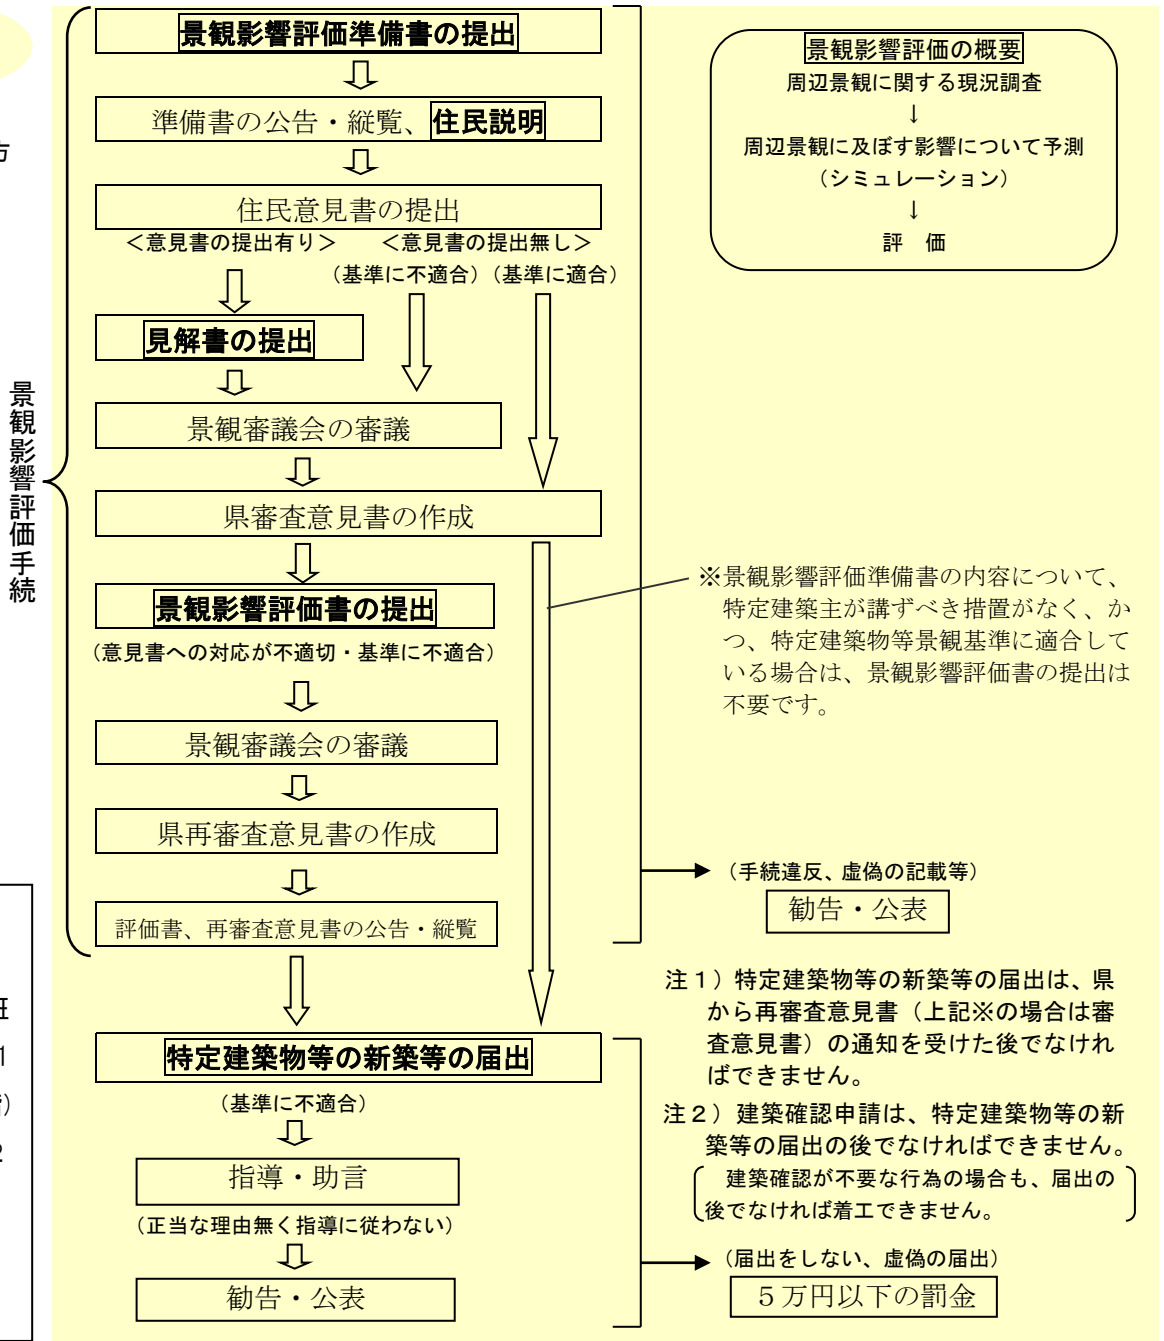 景観影響評価準備書の提出
準備書の公告・縦覧、住民説明
住民意見書の提出
＜意見書の提出有り＞
＜意見書の提出無し＞
（基準に不適合）（基準に適合）
見解書の提出
景観審議会の審議
県審査意見書の作成
景観影響評価書の提出
（意見書への対応が不適切・基準に不適合）
景観審議会の審議
県再審査意見書の作成
評価書、再審査意見書の公告・縦覧
景観影響評価手続
特定建築物等の新築等の届出
（基準に不適合）
指導・助言
（正当な理由無く指導に従わない）
勧告・公表
景観影響評価の概要
周辺景観に関する現況調査
↓
周辺景観に及ぼす影響について予測
（シミュレーション）
↓
評　価
※景観影響評価準備書の内容について、
特定建築主が講ずべき措置がなく、か
つ、特定建築物等景観基準に適合して
いる場合は、景観影響評価書の提出は
不要です。
（手続違反、虚偽の記載等）
勧告・公表
注１）特定建築物等の新築等の届出は、県
から再審査意見書（上記※の場合は審
査意見書）の通知を受けた後でなけれ
ばできません。
注２）建築確認申請は、特定建築物等の新
築等の届出の後でなければできません。
建築確認が不要な行為の場合も、届出の
後でなければ着工できません。
（届出をしない、虚偽の届出）
５万円以下の罰金